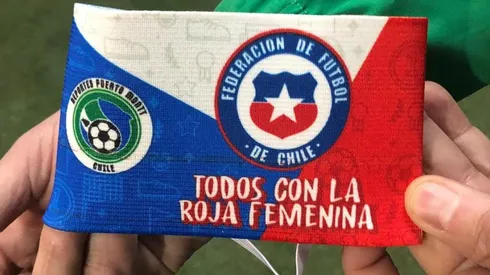 DEPORTES PUERTO MONTT
CHILE
FEDERACION DE FUTBOL
- DE CHILE -
TODOS CON LA
ROJA FEMENINA